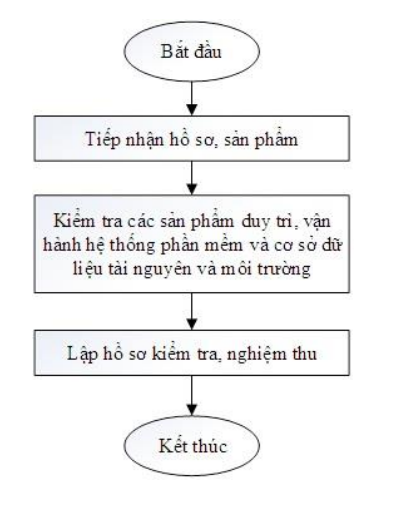 Bắt đầu
Tiếp nhận hồ sơ, sản phẩm
Kiểm tra các sản phẩm duy trì, vận
hành hệ thống phần mềm và cơ sở dữ
liệu tài nguyên và môi trường
Lập hồ sơ kiểm tra, nghiệm thu
Kết thúc